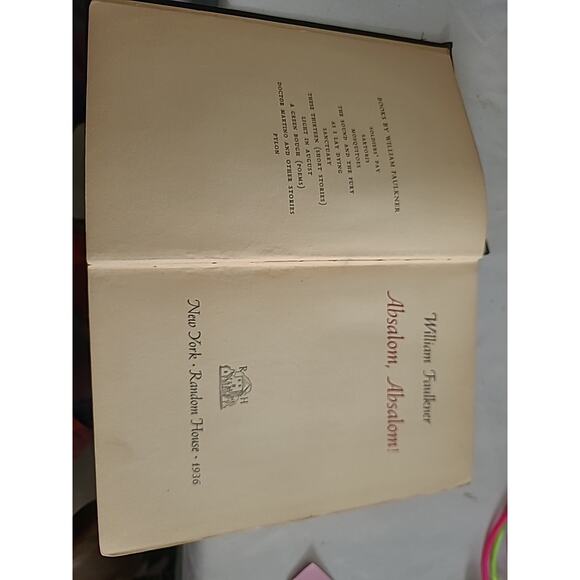 BOOKS BY WILLIAM FAULKNER
SOLDIERS' PAY
SARTORIS
MOSQUITOES
THE SOUND AND THE FURY
AS I LAY DYING
SANCTUARY
THESE THIRTEEN (SHORT STORIES)
LIGHT IN AUGUST
A GREEN BOUGH (POEMS)
DOCTOR MARTINO AND OTHER STORIES
PYLON
William Faulkner
Absalom, Absalom!
R H
New York · Random House · 1936